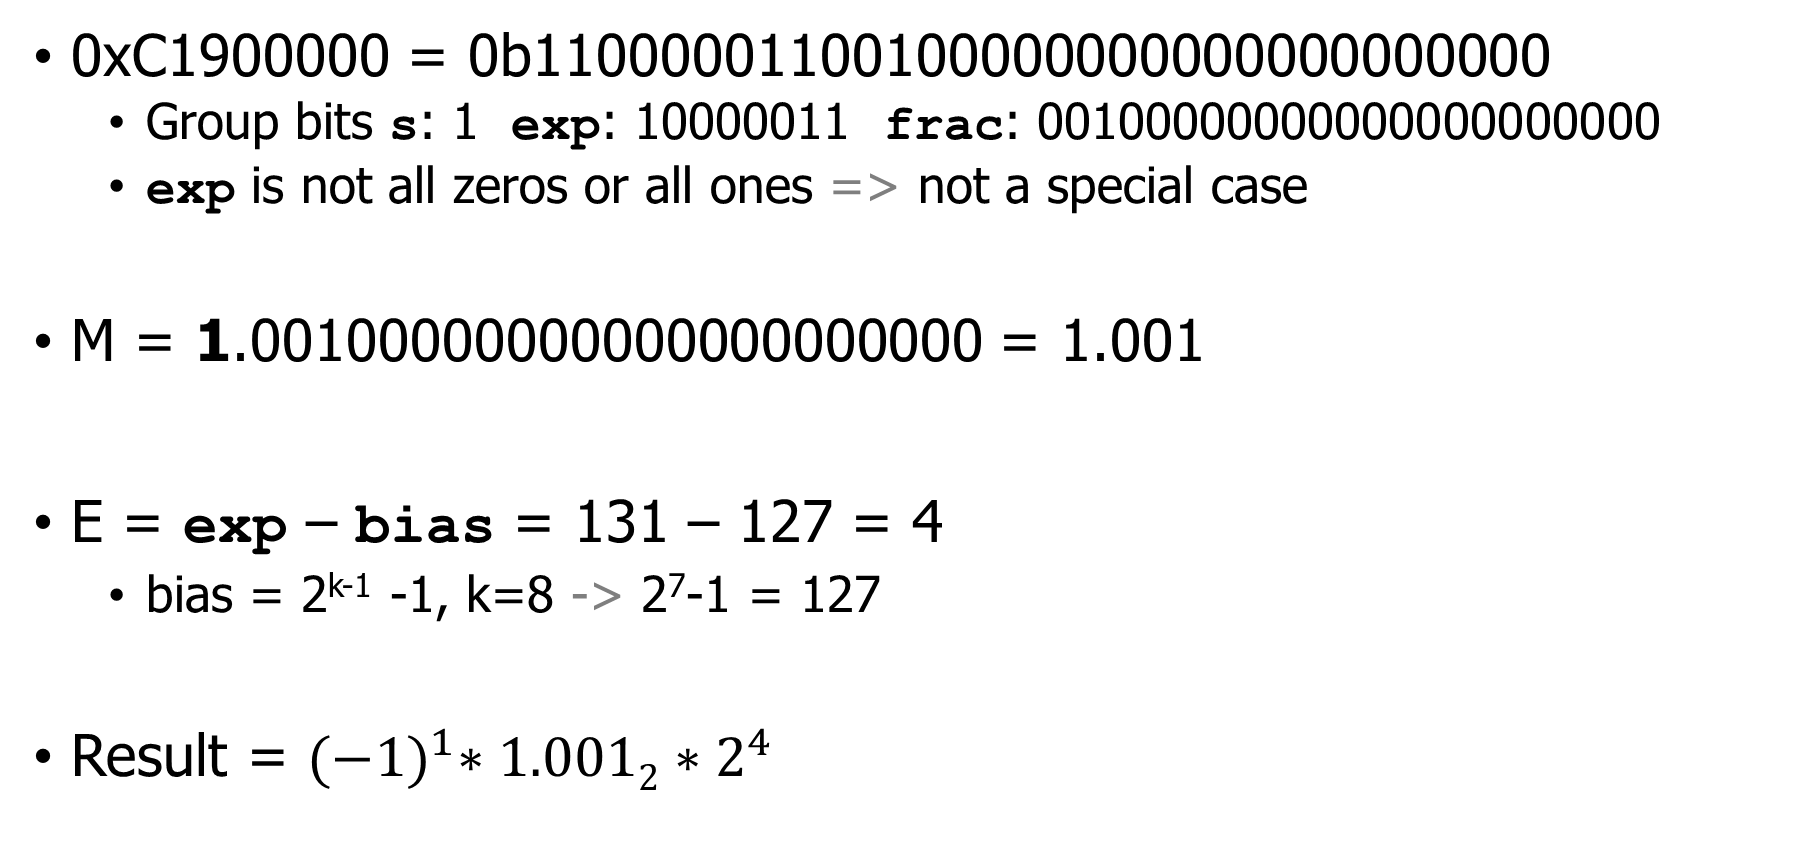 • 0xC1900000 = 0b11000001100100000000000000000000
• Group bits s: 1 exp: 10000011 frac: 00100000000000000000000
• exp is not all zeros or all ones => not a special case
• M = 1.00100000000000000000000 = 1.001
• E = exp – bias = 131 – 127 = 4
• bias = 2ᵏ⁻¹ -1, k=8 -> 2⁷-1 = 127
• Result = (−1)¹∗ 1.001₂ ∗ 2⁴